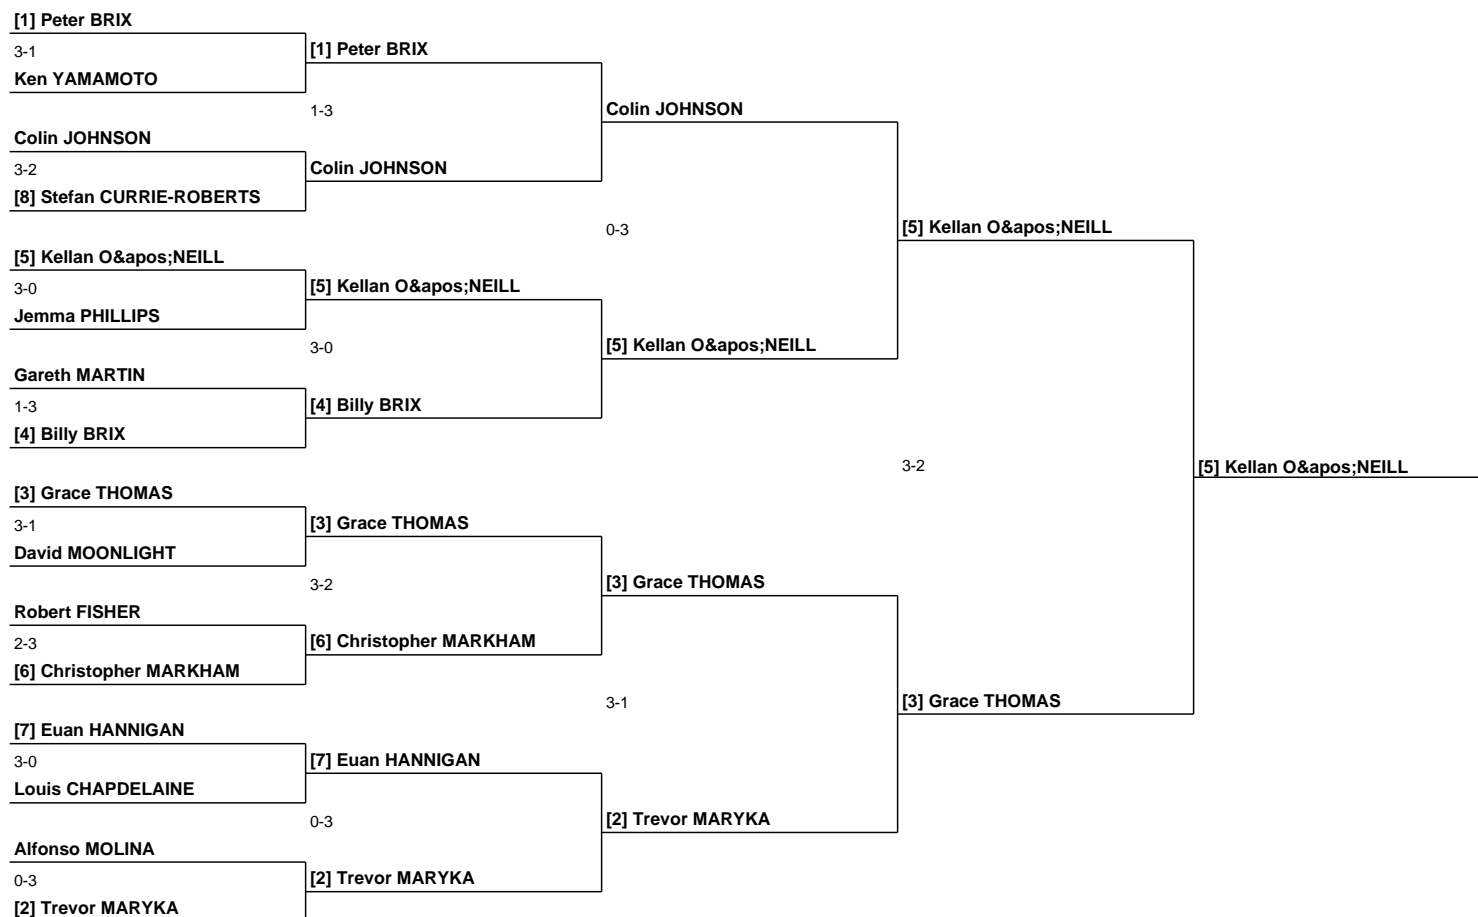 [1] Peter BRIX
3-1
Ken YAMAMOTO
Colin JOHNSON
3-2
[8] Stefan CURRIE-ROBERTS
[5] Kellan O&apos;NEILL
3-0
Jemma PHILLIPS
Gareth MARTIN
1-3
[4] Billy BRIX
[3] Grace THOMAS
3-1
David MOONLIGHT
Robert FISHER
2-3
[6] Christopher MARKHAM
[7] Euan HANNIGAN
3-0
Louis CHAPDELAINE
Alfonso MOLINA
0-3
[2] Trevor MARYKA
[1] Peter BRIX
1-3
Colin JOHNSON
[5] Kellan O&apos;NEILL
3-0
[4] Billy BRIX
[3] Grace THOMAS
3-2
[6] Christopher MARKHAM
[7] Euan HANNIGAN
0-3
[2] Trevor MARYKA
Colin JOHNSON
0-3
[5] Kellan O&apos;NEILL
[3] Grace THOMAS
3-1
[2] Trevor MARYKA
[5] Kellan O&apos;NEILL
3-2
[3] Grace THOMAS
[5] Kellan O&apos;NEILL